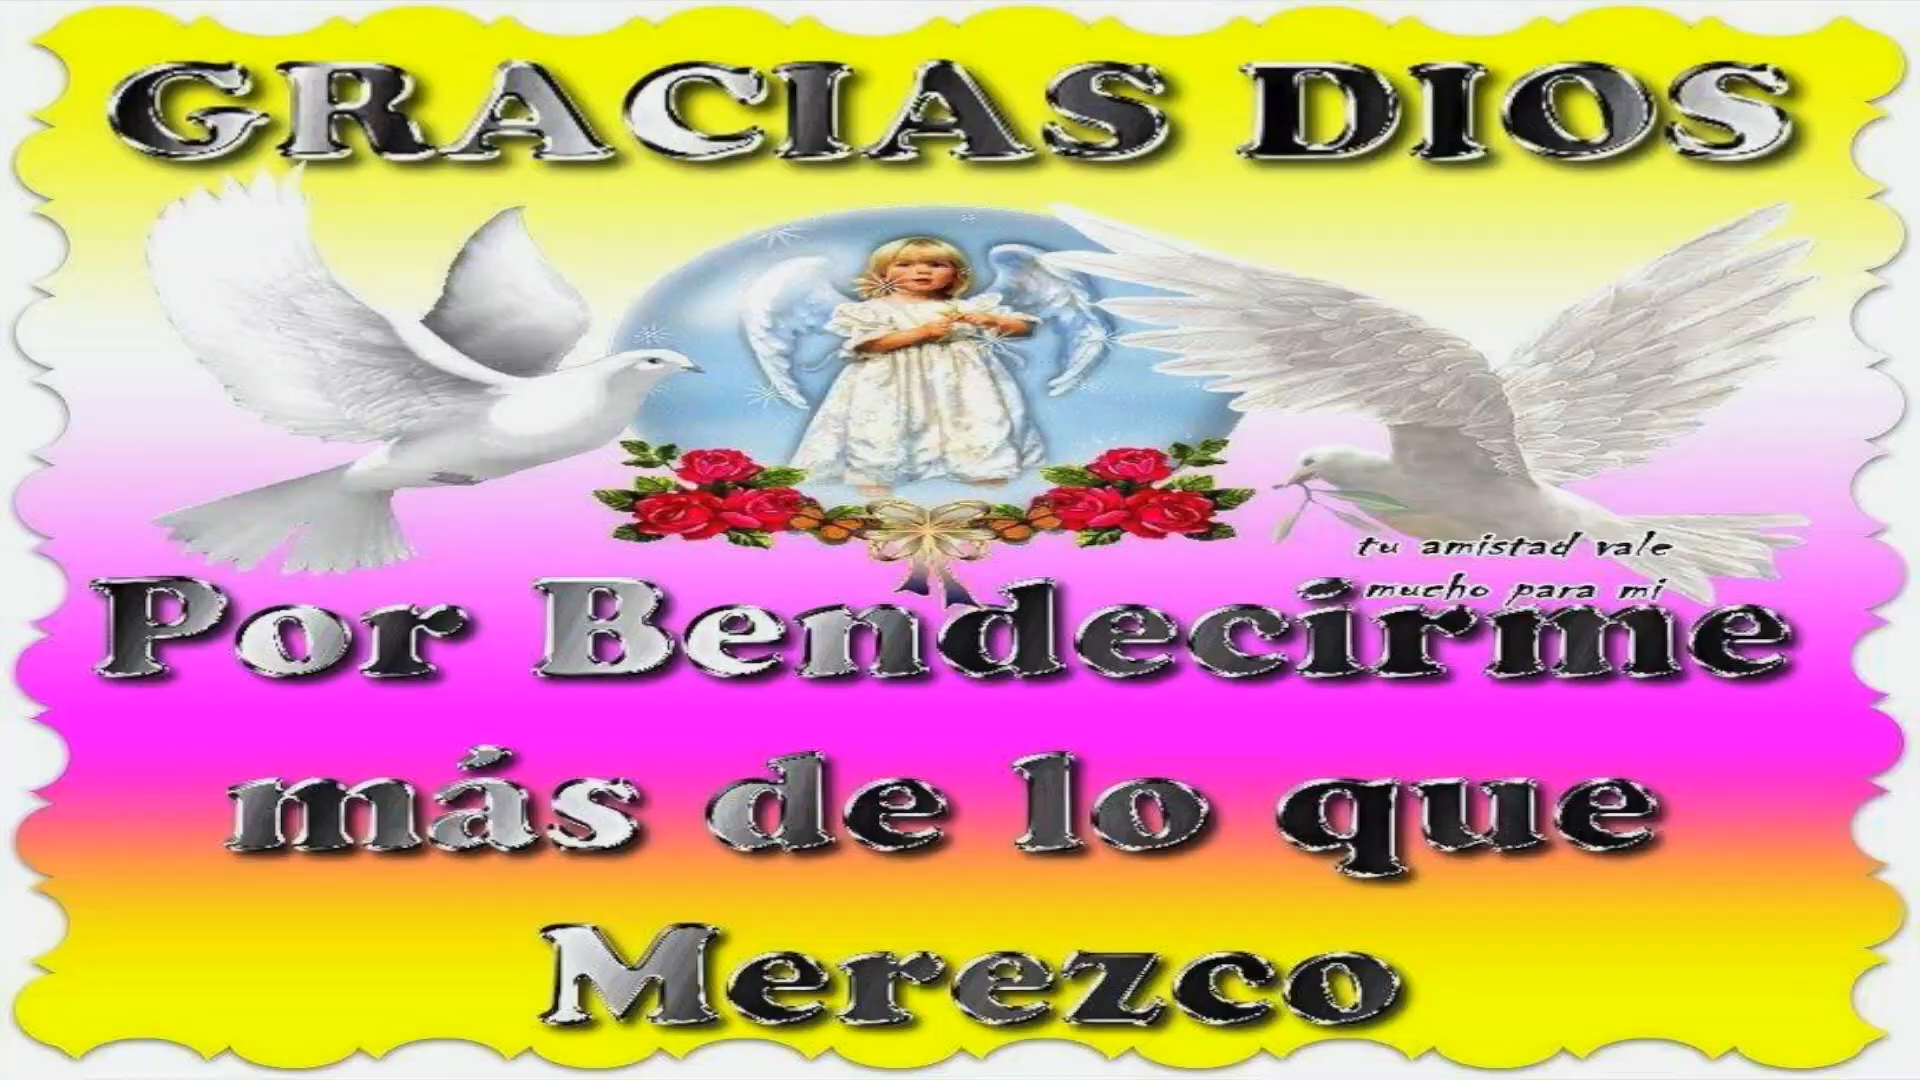 GRACIAS DIOS
tu amistad vale
mucho para mi
Por Bendecirme
más de lo que
Merezco